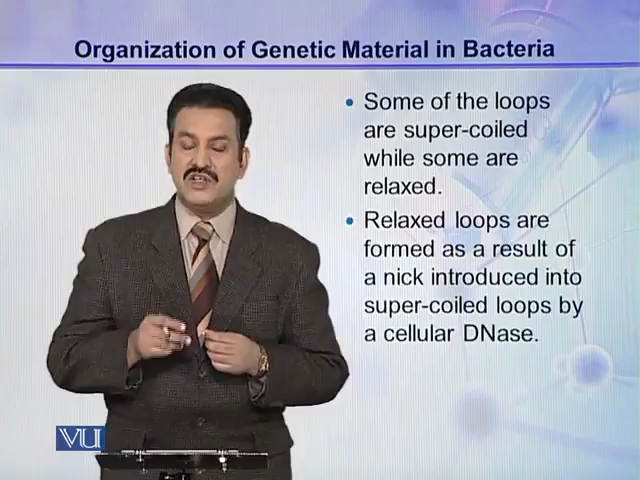 Organization of Genetic Material in Bacteria
• Some of the loops
are super-coiled
while some are
relaxed.
• Relaxed loops are
formed as a result of
a nick introduced into
super-coiled loops by
a cellular DNase.
VU